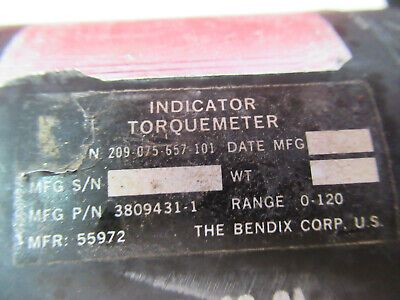 INDICATOR
TORQUEMETER
N 209-075-657-101 DATE MFG
MFG S/N WT
MFG P/N 3809431-1 RANGE 0-120
MFR: 55972 THE BENDIX CORP. U.S.